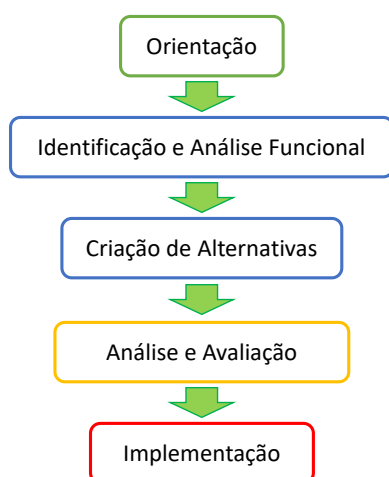 Orientação
Identificação e Análise Funcional
Criação de Alternativas
Análise e Avaliação
Implementação